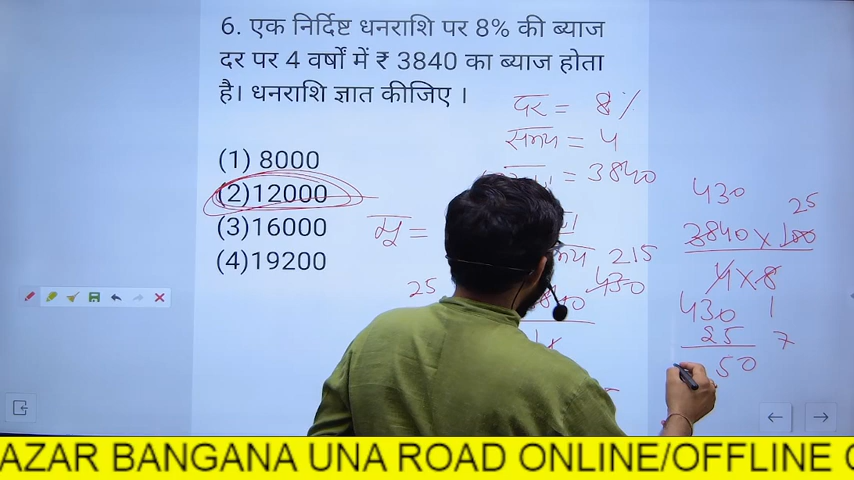 6. एक निर्दिष्ट धनराशि पर 8% की ब्याज
दर पर 4 वर्षों में ₹ 3840 का ब्याज होता
है। धनराशि ज्ञात कीजिए ।
दर = 8%
समय = 4
= 3840
(1) 8000
(2)12000
(3)16000
(4)19200
मू =
215
430
25
430
25
3840 x 100
4x8
430 1
25 7
50
AZAR BANGANA UNA ROAD ONLINE/OFFLINE